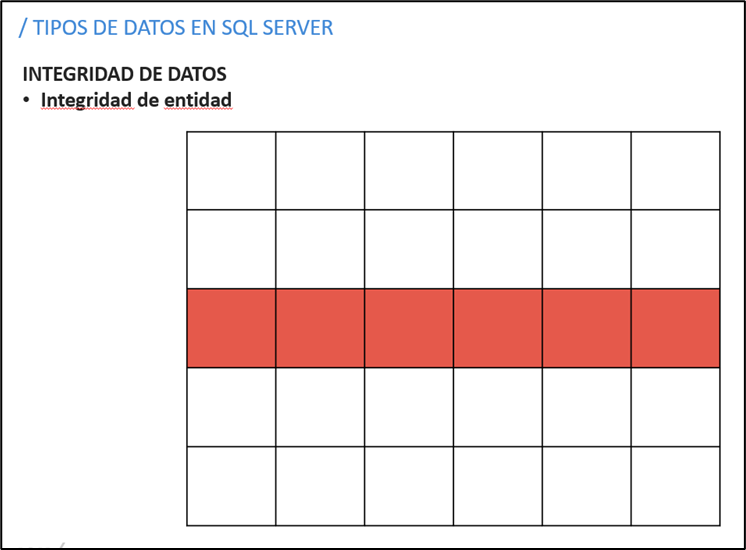 / TIPOS DE DATOS EN SQL SERVER
INTEGRIDAD DE DATOS
• Integridad de entidad